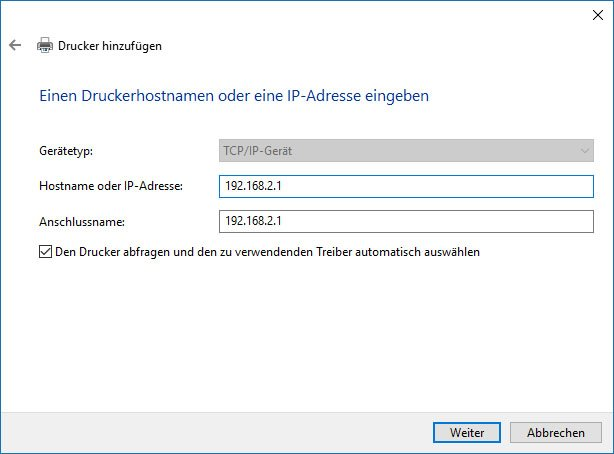 Drucker hinzufügen
Einen Druckerhostnamen oder eine IP-Adresse eingeben
Gerätetyp: TCP/IP-Gerät
Hostname oder IP-Adresse: 192.168.2.1
Anschlussname: 192.168.2.1
Den Drucker abfragen und den zu verwendenden Treiber automatisch auswählen
Weiter Abbrechen